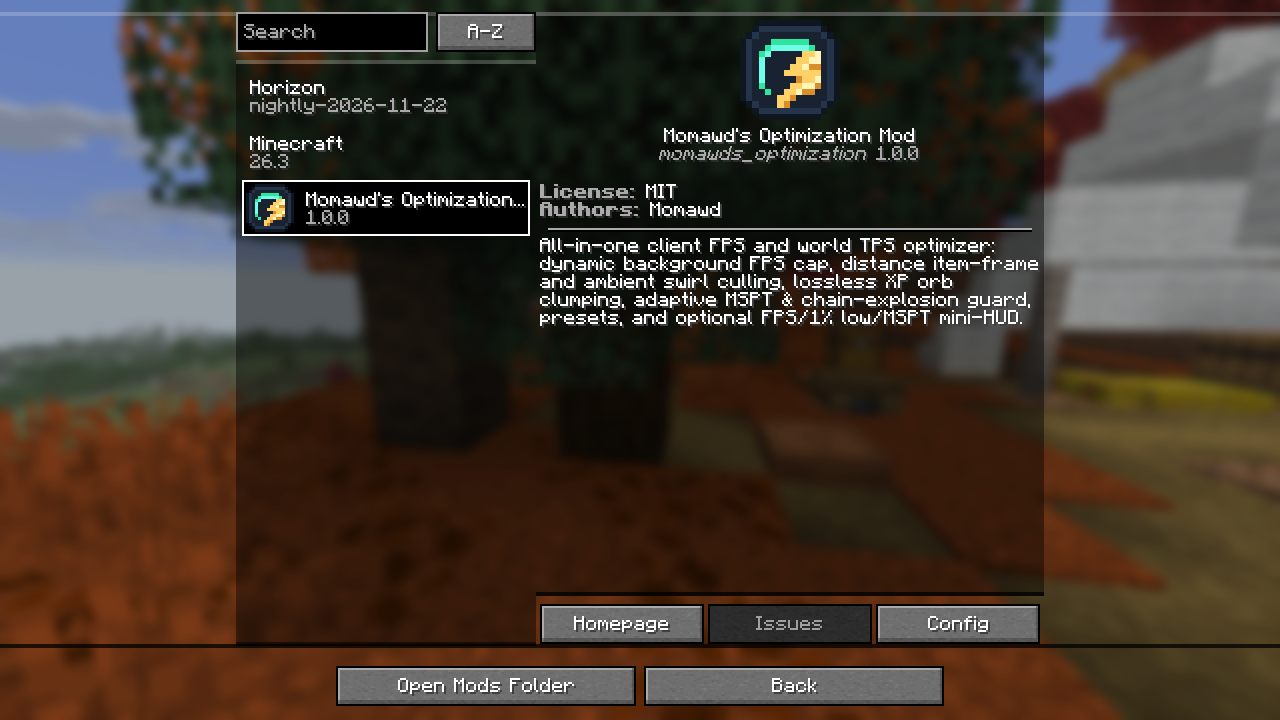 Search
A-Z
Horizon
nightly-2026-11-22
Minecraft
26.3
Momawd's Optimization...
1.0.0
Momawd's Optimization Mod
momawds_optimization 1.0.0
License: MIT
Authors: Momawd
All-in-one client FPS and world TPS optimizer:
dynamic background FPS cap, distance item-frame
and ambient swirl culling, lossless XP orb
clumping, adaptive MSPT & chain-explosion guard,
presets, and optional FPS/1% low/MSPT mini-HUD.
Homepage
Issues
Config
Open Mods Folder
Back